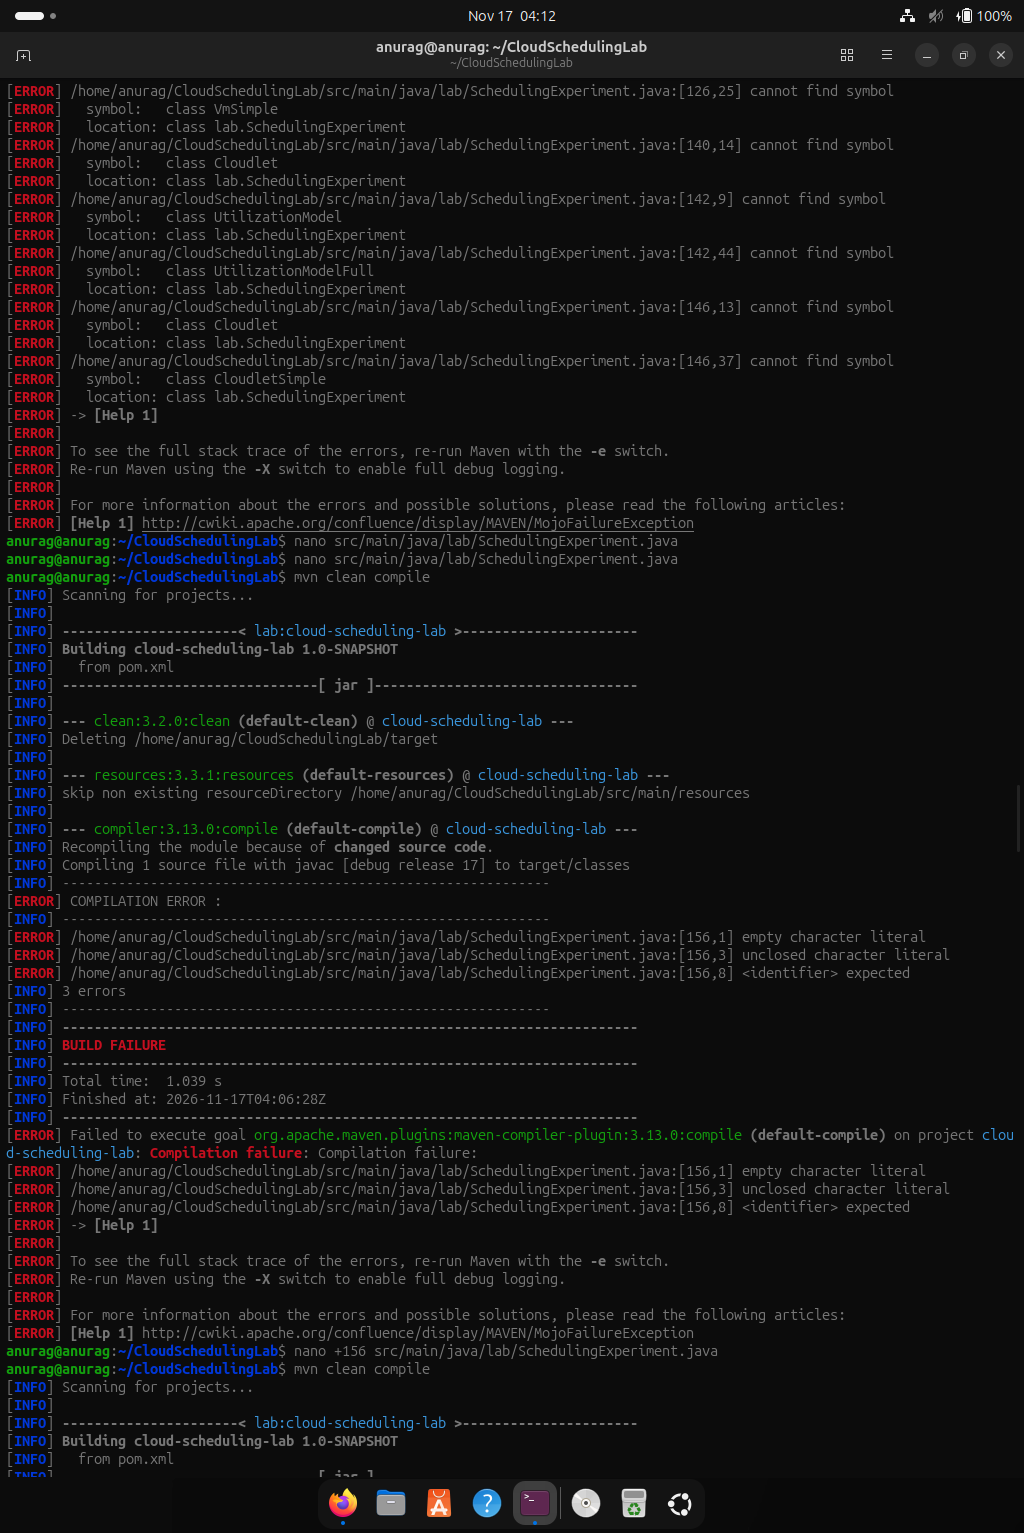 Nov 17 04:12
100%
anurag@anurag: ~/CloudSchedulingLab
~/CloudSchedulingLab
[ERROR] /home/anurag/CloudSchedulingLab/src/main/java/lab/SchedulingExperiment.java:[126,25] cannot find symbol
[ERROR]   symbol:   class VmSimple
[ERROR]   location: class lab.SchedulingExperiment
[ERROR] /home/anurag/CloudSchedulingLab/src/main/java/lab/SchedulingExperiment.java:[140,14] cannot find symbol
[ERROR]   symbol:   class Cloudlet
[ERROR]   location: class lab.SchedulingExperiment
[ERROR] /home/anurag/CloudSchedulingLab/src/main/java/lab/SchedulingExperiment.java:[142,9] cannot find symbol
[ERROR]   symbol:   class UtilizationModel
[ERROR]   location: class lab.SchedulingExperiment
[ERROR] /home/anurag/CloudSchedulingLab/src/main/java/lab/SchedulingExperiment.java:[142,44] cannot find symbol
[ERROR]   symbol:   class UtilizationModelFull
[ERROR]   location: class lab.SchedulingExperiment
[ERROR] /home/anurag/CloudSchedulingLab/src/main/java/lab/SchedulingExperiment.java:[146,13] cannot find symbol
[ERROR]   symbol:   class Cloudlet
[ERROR]   location: class lab.SchedulingExperiment
[ERROR] /home/anurag/CloudSchedulingLab/src/main/java/lab/SchedulingExperiment.java:[146,37] cannot find symbol
[ERROR]   symbol:   class CloudletSimple
[ERROR]   location: class lab.SchedulingExperiment
[ERROR] -> [Help 1]
[ERROR]
[ERROR] To see the full stack trace of the errors, re-run Maven with the -e switch.
[ERROR] Re-run Maven using the -X switch to enable full debug logging.
[ERROR]
[ERROR] For more information about the errors and possible solutions, please read the following articles:
[ERROR] [Help 1] http://cwiki.apache.org/confluence/display/MAVEN/MojoFailureException
anurag@anurag:~/CloudSchedulingLab$ nano src/main/java/lab/SchedulingExperiment.java
anurag@anurag:~/CloudSchedulingLab$ nano src/main/java/lab/SchedulingExperiment.java
anurag@anurag:~/CloudSchedulingLab$ mvn clean compile
[INFO] Scanning for projects...
[INFO]
[INFO] ----------------------< lab:cloud-scheduling-lab >----------------------
[INFO] Building cloud-scheduling-lab 1.0-SNAPSHOT
[INFO]   from pom.xml
[INFO] --------------------------------[ jar ]---------------------------------
[INFO]
[INFO] --- clean:3.2.0:clean (default-clean) @ cloud-scheduling-lab ---
[INFO] Deleting /home/anurag/CloudSchedulingLab/target
[INFO]
[INFO] --- resources:3.3.1:resources (default-resources) @ cloud-scheduling-lab ---
[INFO] skip non existing resourceDirectory /home/anurag/CloudSchedulingLab/src/main/resources
[INFO]
[INFO] --- compiler:3.13.0:compile (default-compile) @ cloud-scheduling-lab ---
[INFO] Recompiling the module because of changed source code.
[INFO] Compiling 1 source file with javac [debug release 17] to target/classes
[INFO] -------------------------------------------------------------
[ERROR] COMPILATION ERROR :
[INFO] -------------------------------------------------------------
[ERROR] /home/anurag/CloudSchedulingLab/src/main/java/lab/SchedulingExperiment.java:[156,1] empty character literal
[ERROR] /home/anurag/CloudSchedulingLab/src/main/java/lab/SchedulingExperiment.java:[156,3] unclosed character literal
[ERROR] /home/anurag/CloudSchedulingLab/src/main/java/lab/SchedulingExperiment.java:[156,8] <identifier> expected
[INFO] 3 errors
[INFO] -------------------------------------------------------------
[INFO] ------------------------------------------------------------------------
[INFO] BUILD FAILURE
[INFO] ------------------------------------------------------------------------
[INFO] Total time:  1.039 s
[INFO] Finished at: 2026-11-17T04:06:28Z
[INFO] ------------------------------------------------------------------------
[ERROR] Failed to execute goal org.apache.maven.plugins:maven-compiler-plugin:3.13.0:compile (default-compile) on project clou
d-scheduling-lab: Compilation failure: Compilation failure:
[ERROR] /home/anurag/CloudSchedulingLab/src/main/java/lab/SchedulingExperiment.java:[156,1] empty character literal
[ERROR] /home/anurag/CloudSchedulingLab/src/main/java/lab/SchedulingExperiment.java:[156,3] unclosed character literal
[ERROR] /home/anurag/CloudSchedulingLab/src/main/java/lab/SchedulingExperiment.java:[156,8] <identifier> expected
[ERROR] -> [Help 1]
[ERROR]
[ERROR] To see the full stack trace of the errors, re-run Maven with the -e switch.
[ERROR] Re-run Maven using the -X switch to enable full debug logging.
[ERROR]
[ERROR] For more information about the errors and possible solutions, please read the following articles:
[ERROR] [Help 1] http://cwiki.apache.org/confluence/display/MAVEN/MojoFailureException
anurag@anurag:~/CloudSchedulingLab$ nano +156 src/main/java/lab/SchedulingExperiment.java
anurag@anurag:~/CloudSchedulingLab$ mvn clean compile
[INFO] Scanning for projects...
[INFO]
[INFO] ----------------------< lab:cloud-scheduling-lab >----------------------
[INFO] Building cloud-scheduling-lab 1.0-SNAPSHOT
[INFO]   from pom.xml
[INFO] [ jar ]